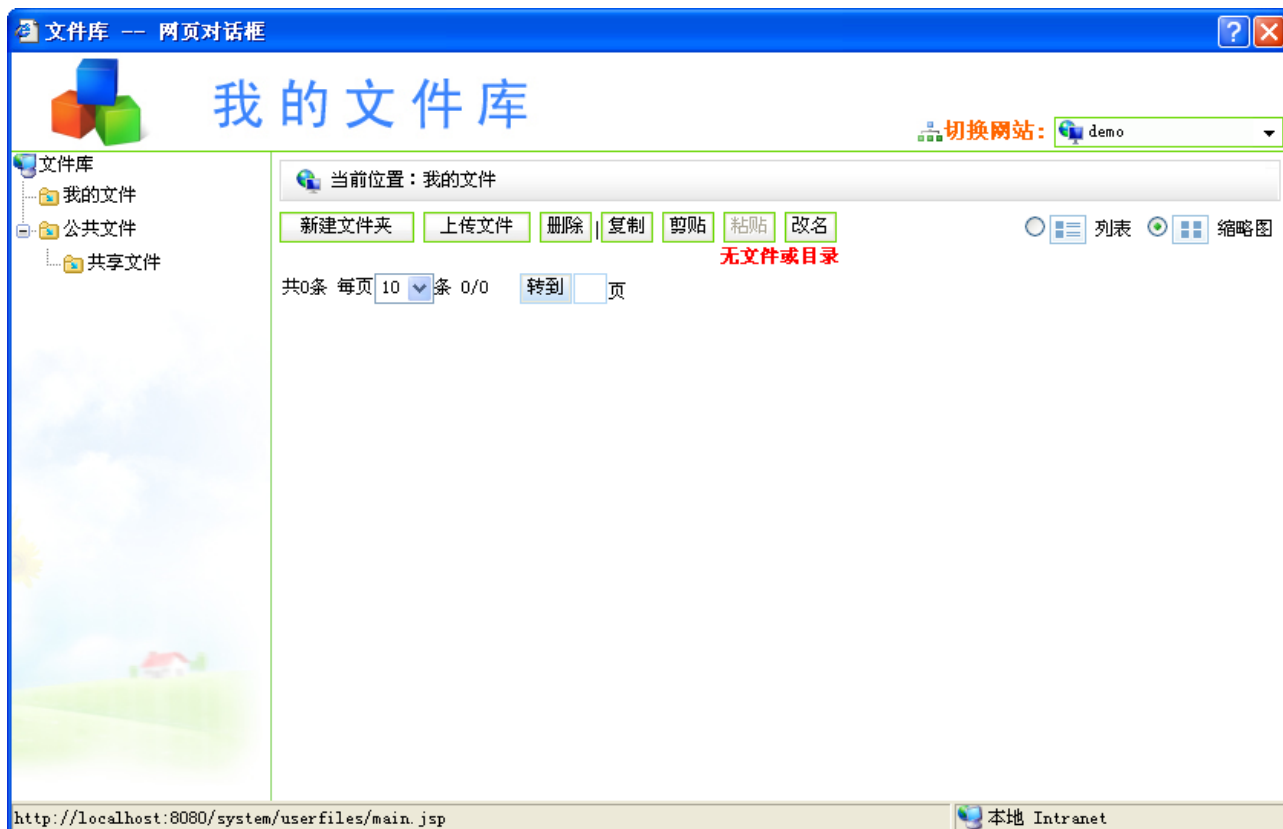 文件库 -- 网页对话框
我的文件库
切换网站： demo
文件库
我的文件
公共文件
共享文件
当前位置：我的文件
新建文件夹 上传文件 删除 | 复制 剪贴 粘贴 改名 列表 缩略图
无文件或目录
共0条 每页 10 条 0/0 转到 页
http://localhost:8080/system/userfiles/main.jsp 本地 Intranet